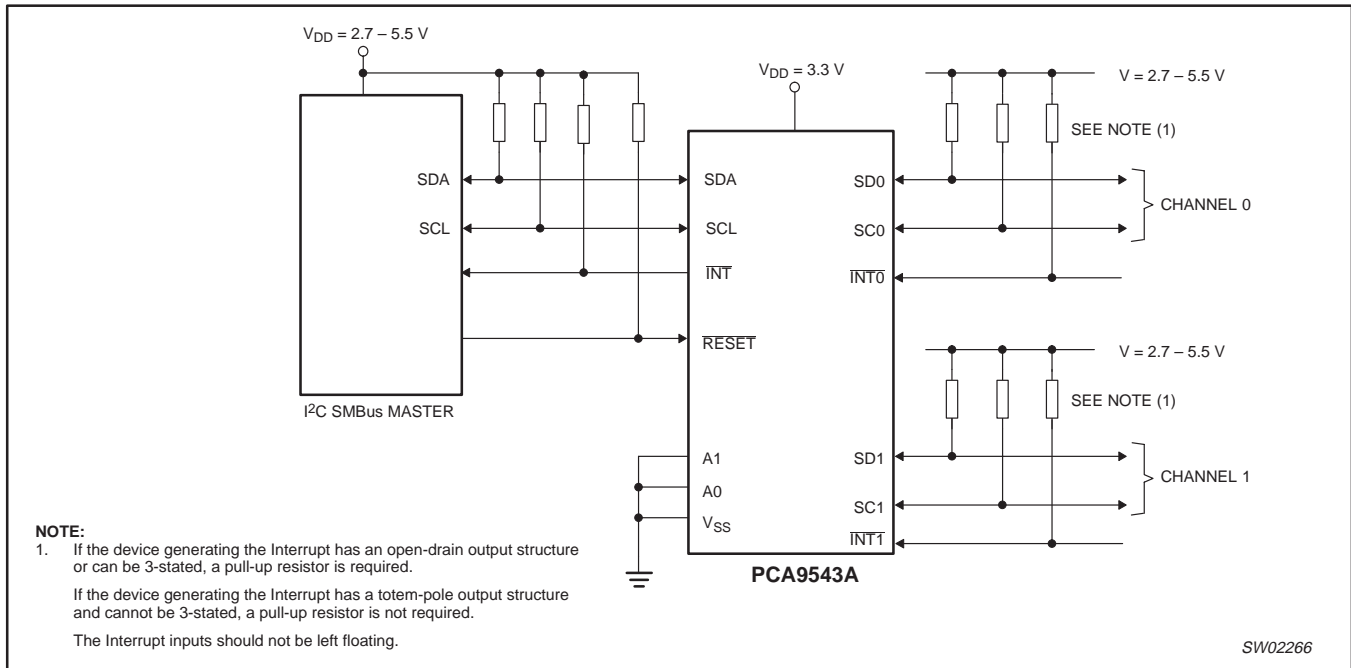 V_DD = 2.7 – 5.5 V
V_DD = 3.3 V
V = 2.7 – 5.5 V
SEE NOTE (1)
SDA
SCL
SDA
SCL
INT
RESET
SD0
SC0
INT0
CHANNEL 0
I²C SMBus MASTER
V = 2.7 – 5.5 V
SEE NOTE (1)
A1
A0
V_SS
SD1
SC1
INT1
CHANNEL 1
PCA9543A
NOTE:
1. If the device generating the Interrupt has an open-drain output structure
or can be 3-stated, a pull-up resistor is required.
If the device generating the Interrupt has a totem-pole output structure
and cannot be 3-stated, a pull-up resistor is not required.
The Interrupt inputs should not be left floating.
SW02266